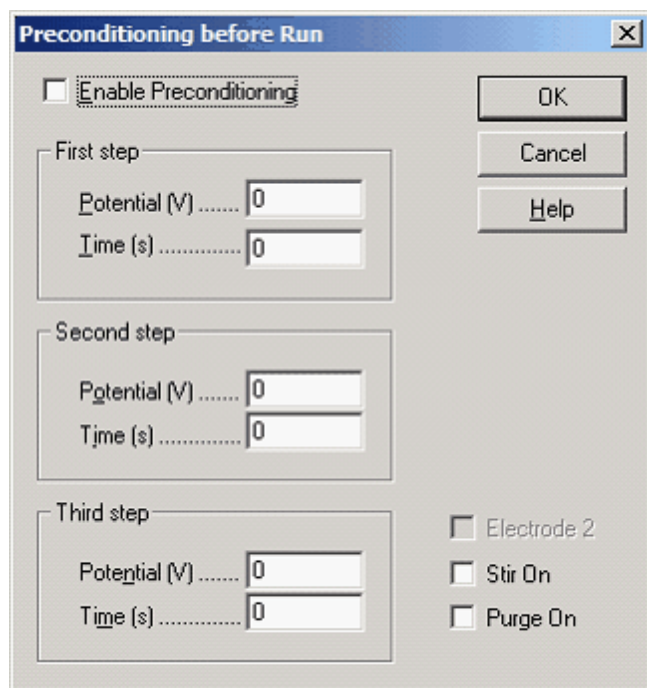 Preconditioning before Run
Enable Preconditioning
OK
Cancel
Help
First step
Potential (V) ....... 0
Time (s) .............. 0
Second step
Potential (V) ....... 0
Time (s) .............. 0
Third step
Potential (V) ....... 0
Time (s) .............. 0
Electrode 2
Stir On
Purge On